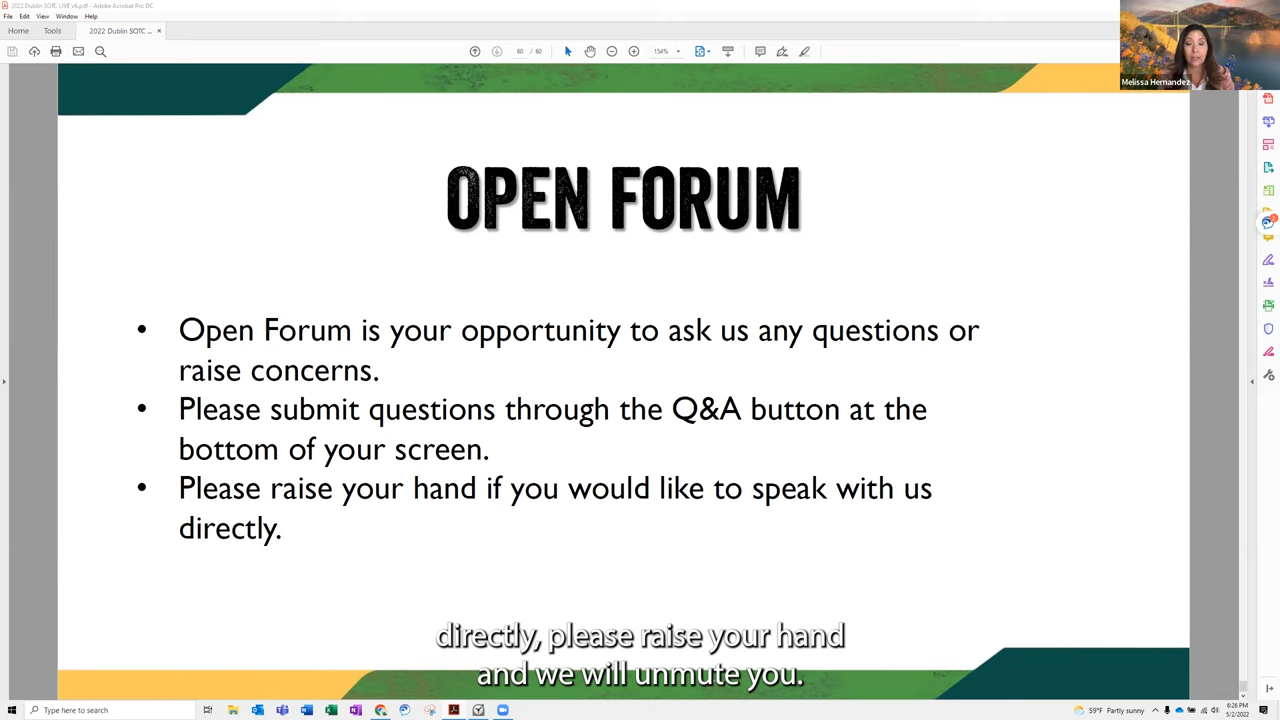 2022 Dublin SOTC LIVE v6.pdf - Adobe Acrobat Pro DC
File Edit View Window Help
Home Tools 2022 Dublin SOTC ... ×
60 / 60 154%
Melissa Hernandez
OPEN FORUM
• Open Forum is your opportunity to ask us any questions or
raise concerns.
• Please submit questions through the Q&A button at the
bottom of your screen.
• Please raise your hand if you would like to speak with us
directly.
directly, please raise your hand
and we will unmute you.
Type here to search
59°F Partly sunny
6:26 PM
5/2/2022